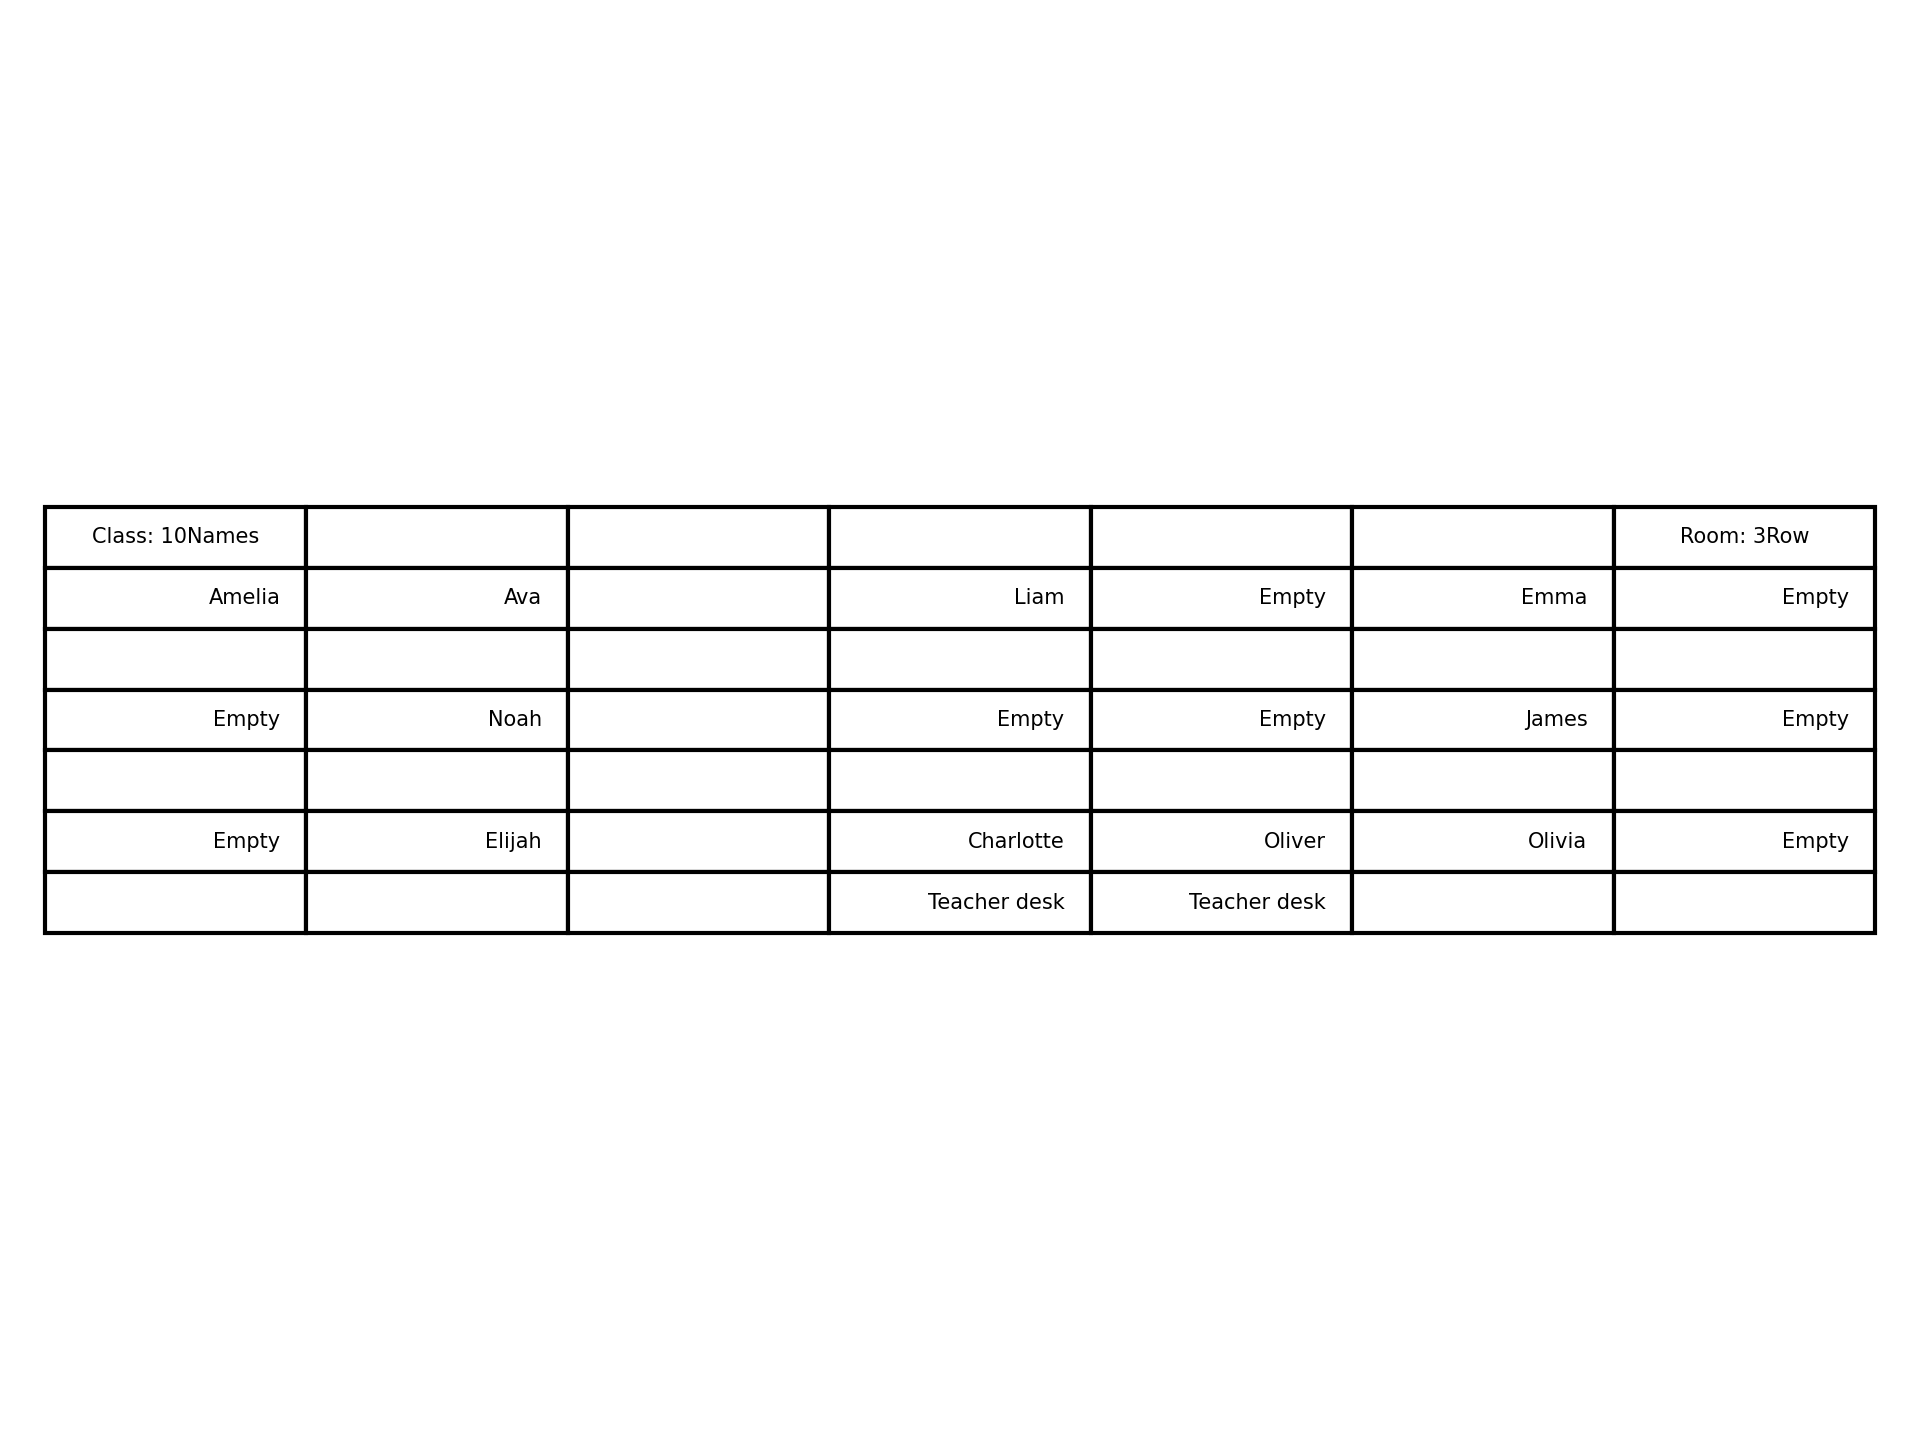 Class: 10Names Room: 3Row
Amelia Ava Liam Empty Emma Empty
Empty Noah Empty Empty James Empty
Empty Elijah Charlotte Oliver Olivia Empty
Teacher desk Teacher desk